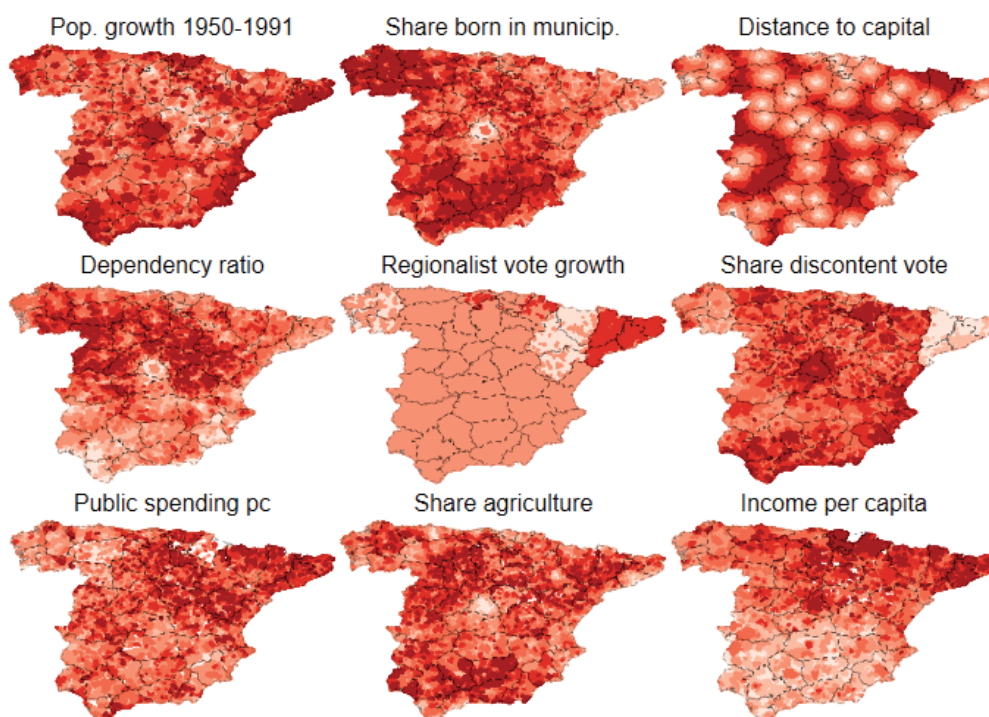 Pop. growth 1950-1991
Share born in municip.
Distance to capital
Dependency ratio
Regionalist vote growth
Share discontent vote
Public spending pc
Share agriculture
Income per capita